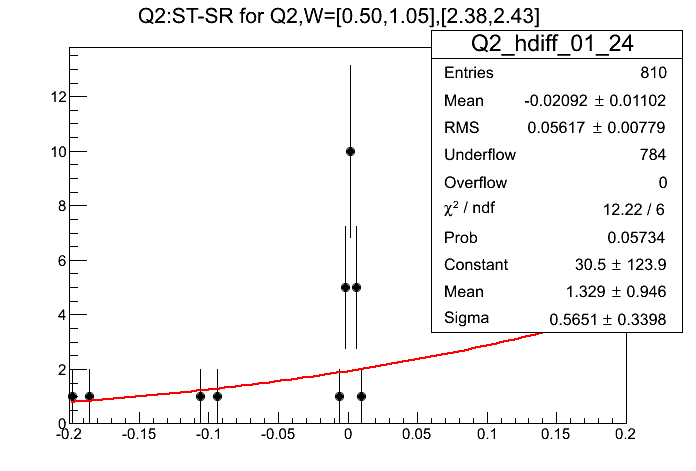 Q2:ST-SR for Q2,W=[0.50,1.05],[2.38,2.43]
Q2_hdiff_01_24
Entries 810
Mean -0.02092 ± 0.01102
RMS 0.05617 ± 0.00779
Underflow 784
Overflow 0
χ² / ndf 12.22 / 6
Prob 0.05734
Constant 30.5 ± 123.9
Mean 1.329 ± 0.946
Sigma 0.5651 ± 0.3398
12
10
8
6
4
2
0
-0.2 -0.15 -0.1 -0.05 0 0.05 0.1 0.15 0.2